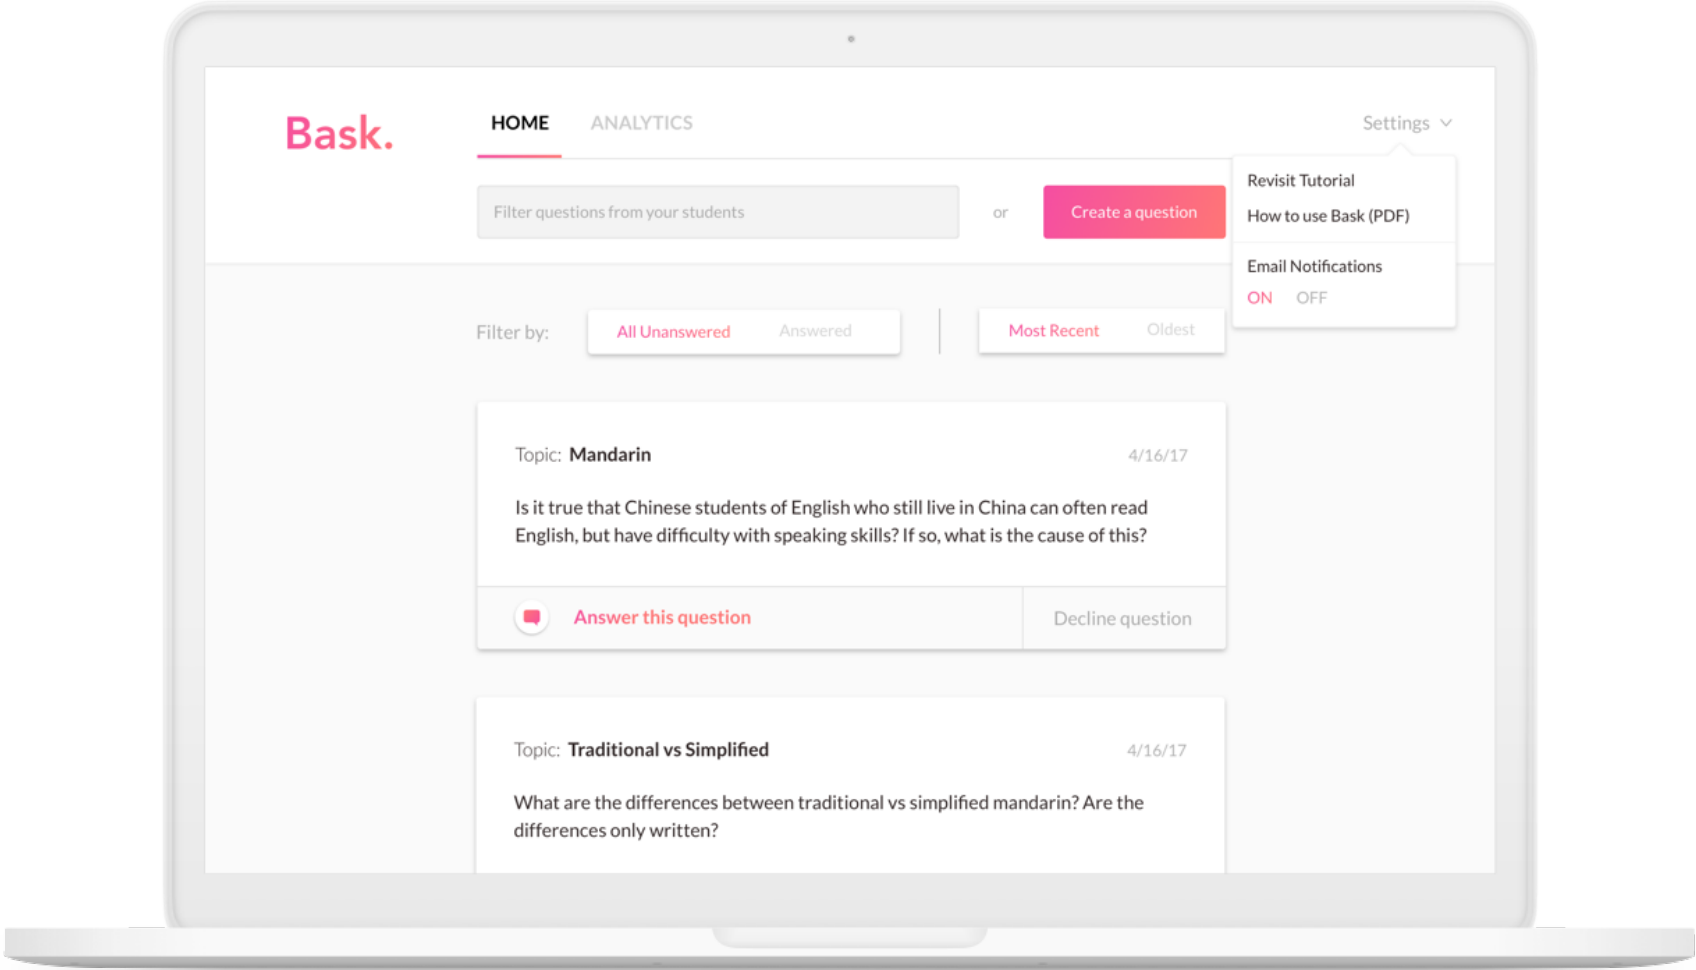 Bask.
HOME
ANALYTICS
Settings
Revisit Tutorial
How to use Bask (PDF)
Email Notifications
ON OFF
Filter questions from your students
or
Create a question
Filter by:
All Unanswered
Answered
Most Recent
Oldest
Topic: Mandarin
4/16/17
Is it true that Chinese students of English who still live in China can often read
English, but have difficulty with speaking skills? If so, what is the cause of this?
Answer this question
Decline question
Topic: Traditional vs Simplified
4/16/17
What are the differences between traditional vs simplified mandarin? Are the
differences only written?